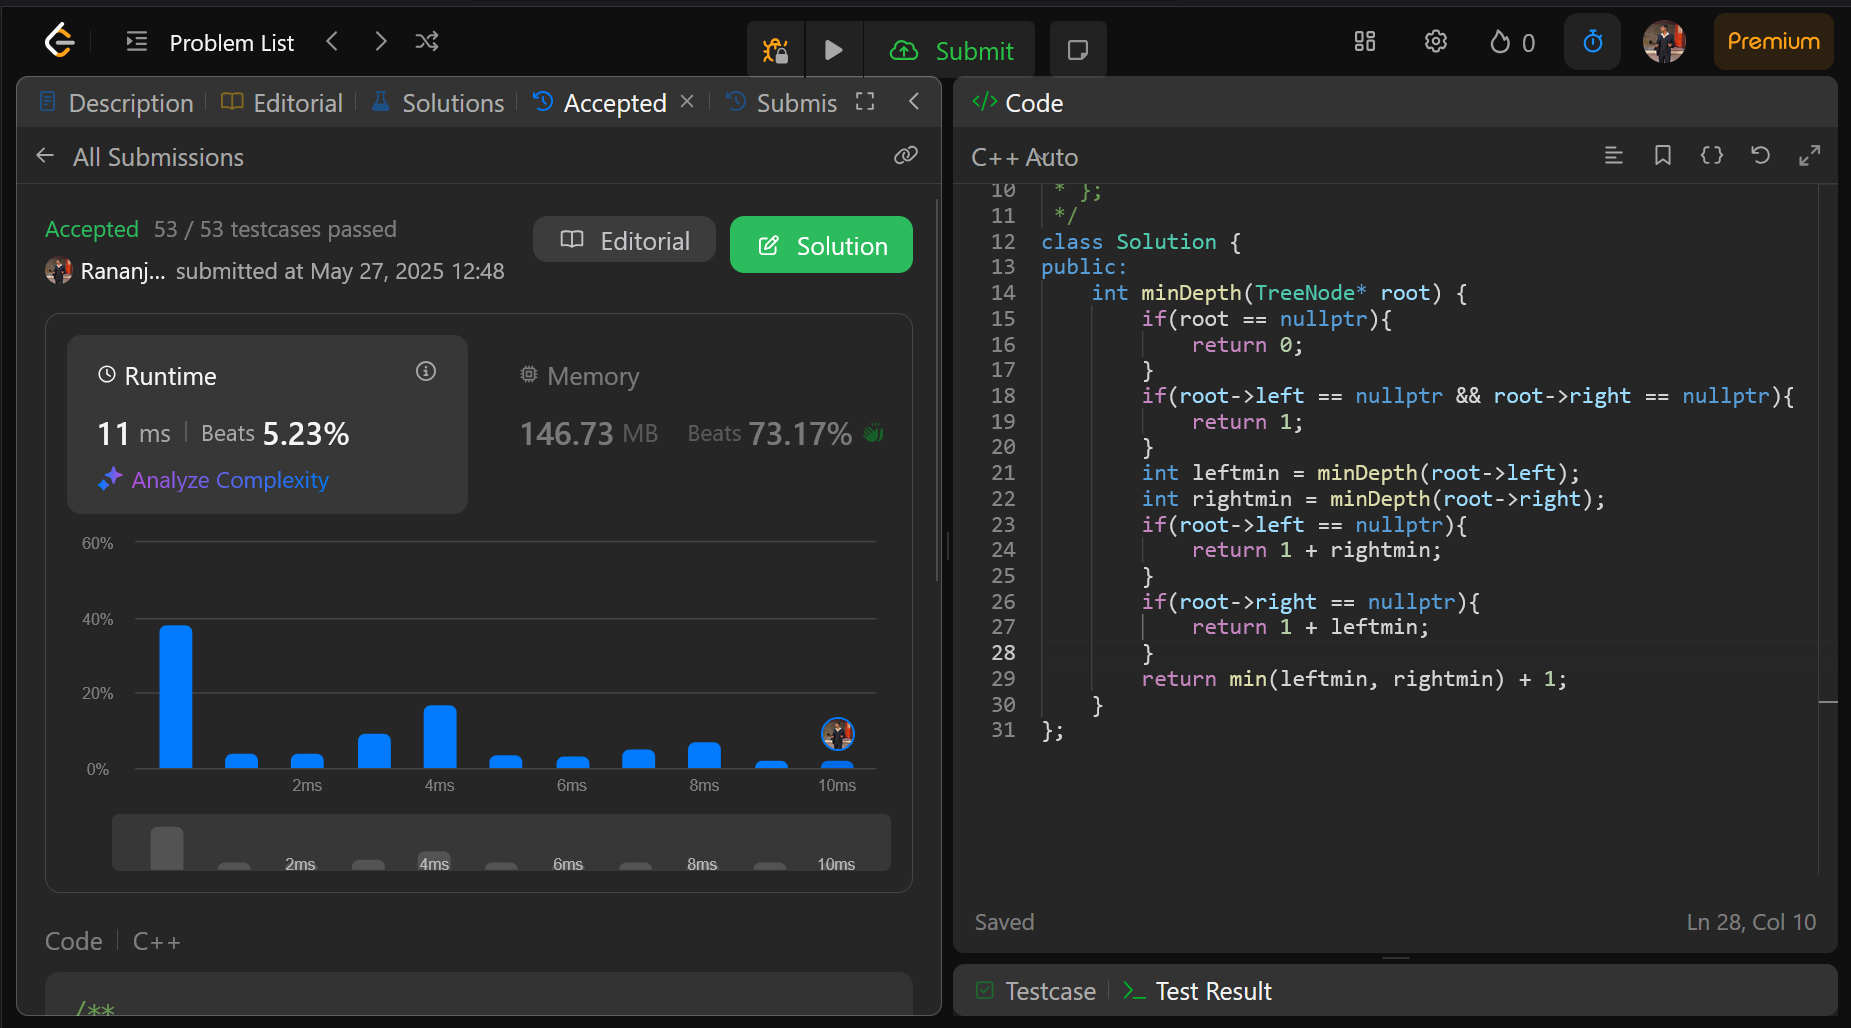 Problem List
Submit
0
Premium
Description
Editorial
Solutions
Accepted
Submis
All Submissions
Accepted 53 / 53 testcases passed
Rananj... submitted at May 27, 2025 12:48
Editorial
Solution
Runtime
11 ms Beats 5.23%
Analyze Complexity
Memory
146.73 MB Beats 73.17%
60%
40%
20%
0%
2ms 4ms 6ms 8ms 10ms
2ms 4ms 6ms 8ms 10ms
Code C++
/**
</> Code
C++ Auto
10 * };
11 */
12 class Solution {
13 public:
14 int minDepth(TreeNode* root) {
15 if(root == nullptr){
16 return 0;
17 }
18 if(root->left == nullptr && root->right == nullptr){
19 return 1;
20 }
21 int leftmin = minDepth(root->left);
22 int rightmin = minDepth(root->right);
23 if(root->left == nullptr){
24 return 1 + rightmin;
25 }
26 if(root->right == nullptr){
27 return 1 + leftmin;
28 }
29 return min(leftmin, rightmin) + 1;
30 }
31 };
Saved
Ln 28, Col 10
Testcase
Test Result